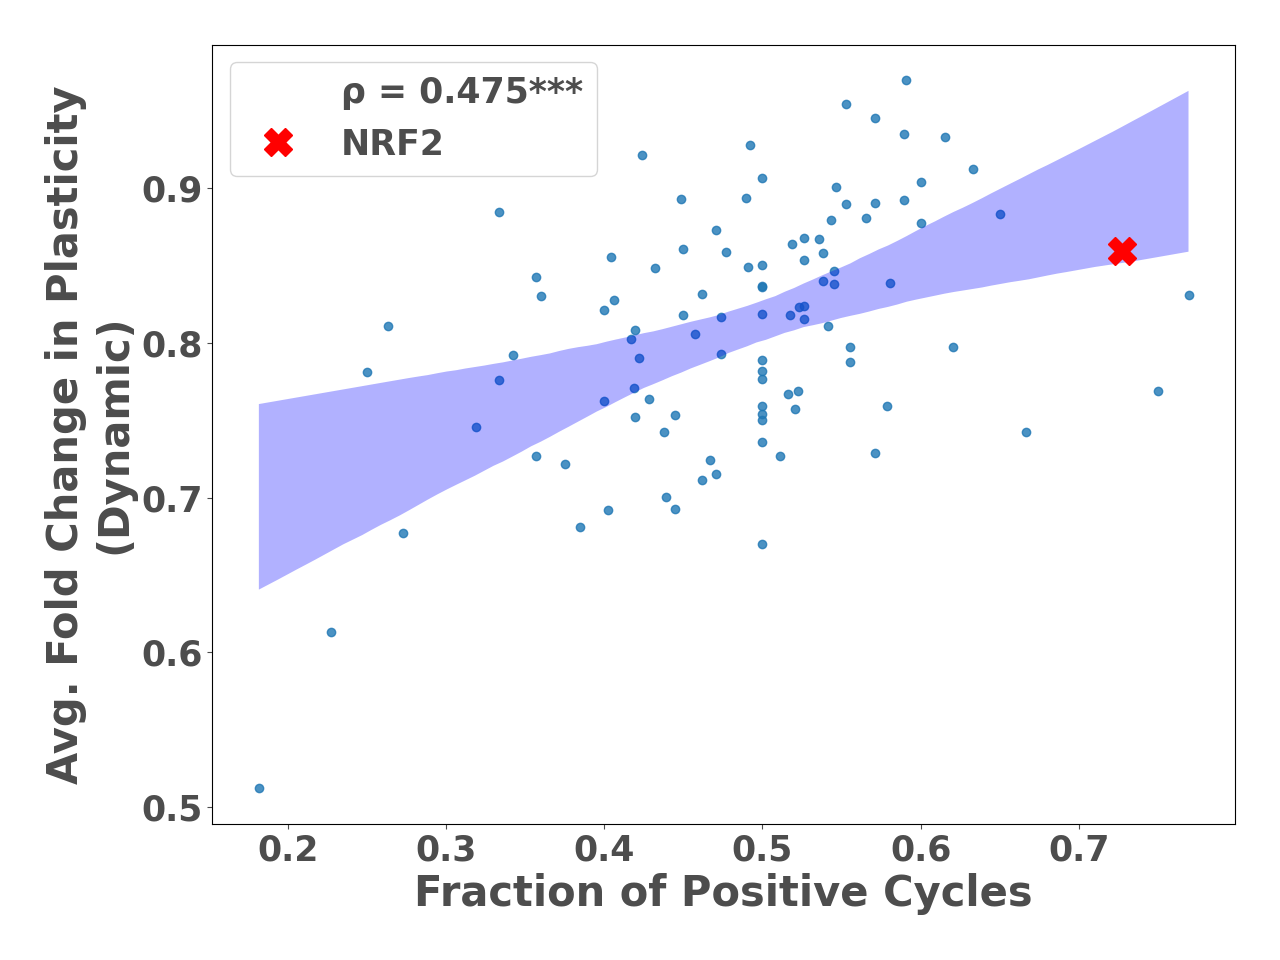 ρ = 0.475***
NRF2
Avg. Fold Change in Plasticity
(Dynamic)
0.9
0.8
0.7
0.6
0.5
0.2 0.3 0.4 0.5 0.6 0.7
Fraction of Positive Cycles